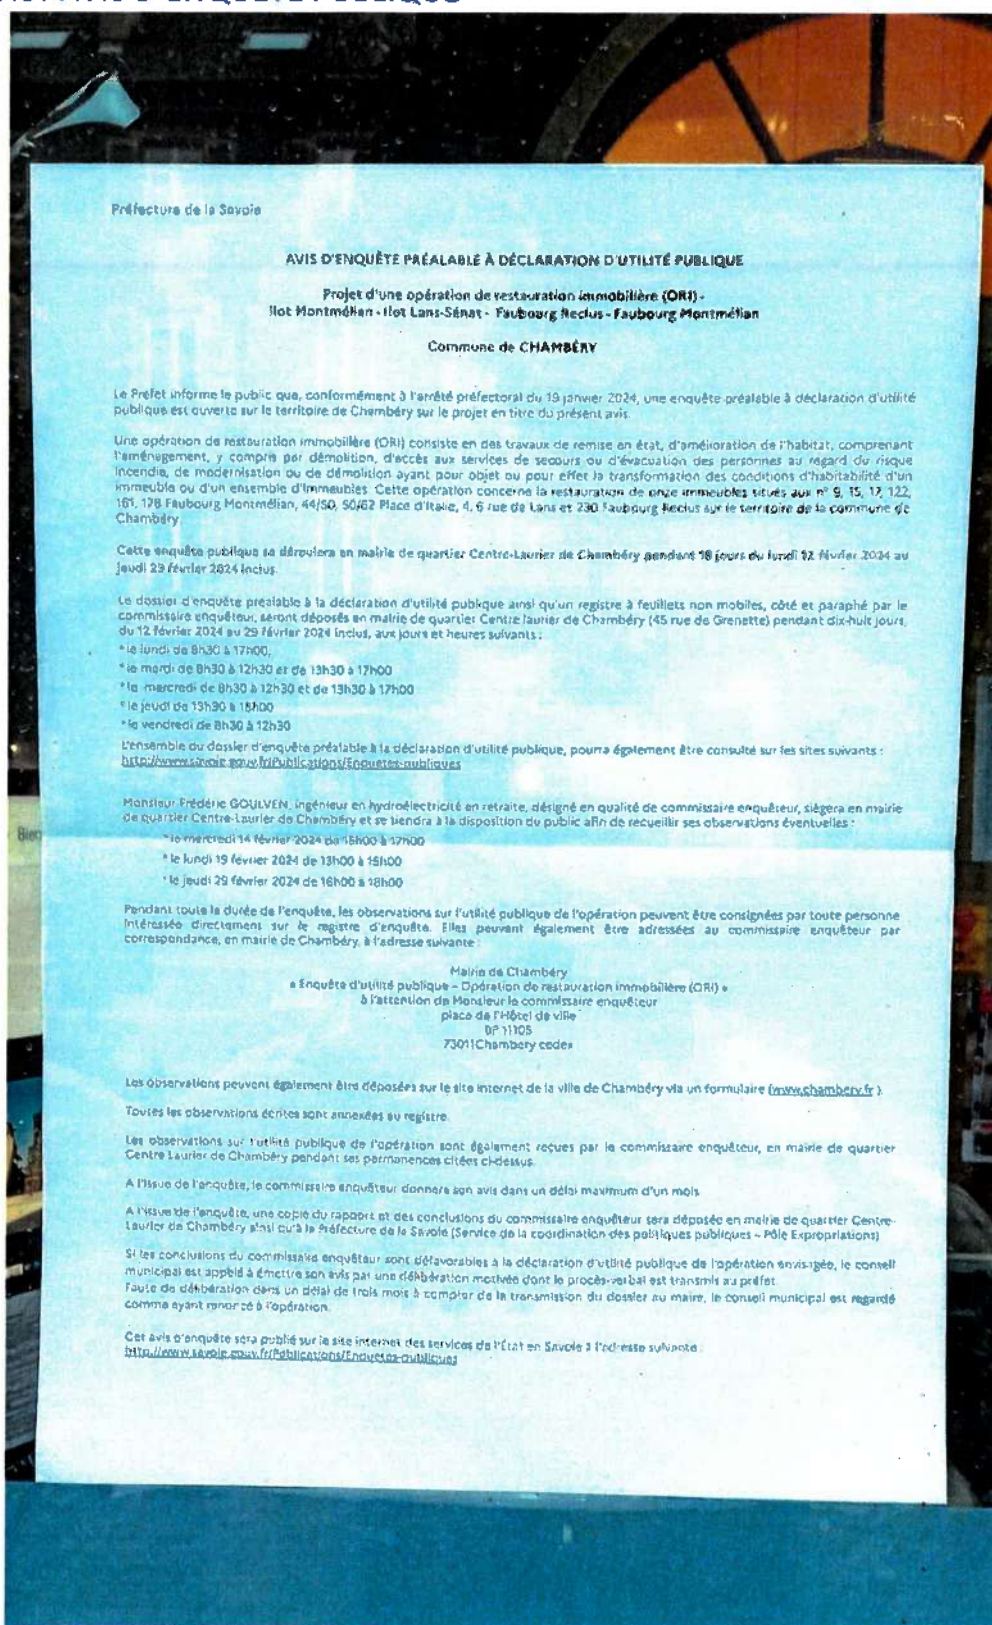 Préfecture de la Savoie
AVIS D'ENQUÊTE PRÉALABLE À DÉCLARATION D'UTILITÉ PUBLIQUE
Projet d'une opération de restauration immobilière (ORI) -
Ilot Montmélian - Ilot Lans-Sénat - Faubourg Reclus - Faubourg Montmélian
Commune de CHAMBÉRY
Le Préfet informe le public que, conformément à l'arrêté préfectoral du 19 janvier 2024, une enquête préalable à déclaration d'utilité
publique est ouverte sur le territoire de Chambéry sur le projet en titre du présent avis.
Une opération de restauration immobilière (ORI) consiste en des travaux de remise en état, d'amélioration de l'habitat, comprenant
l'aménagement, y compris par démolition, d'accès aux services de secours ou d'évacuation des personnes au regard du risque
incendie, de modernisation ou de démolition ayant pour objet ou pour effet la transformation des conditions d'habitabilité d'un
immeuble ou d'un ensemble d'immeubles. Cette opération concerne la restauration de onze immeubles situés aux n° 9, 15, 17, 122,
161, 178 Faubourg Montmélian, 44/50, 50/62 Place d'Italie, 4, 6 rue de Lans et 230 Faubourg Reclus sur le territoire de la commune de
Chambéry
Cette enquête publique se déroulera en mairie de quartier Centre-Laurier de Chambéry pendant 18 jours du lundi 12 février 2024 au
jeudi 29 février 2024 inclus.
Le dossier d'enquête préalable à la déclaration d'utilité publique ainsi qu'un registre à feuillets non mobiles, côté et paraphé par le
commissaire enquêteur, seront déposés en mairie de quartier Centre laurier de Chambéry (45 rue de Grenette) pendant dix-huit jours,
du 12 février 2024 au 29 février 2024 inclus, aux jours et heures suivants :
* le lundi de 8h30 à 17h00,
* le mardi de 8h30 à 12h30 et de 13h30 à 17h00
* le mercredi de 8h30 à 12h30 et de 13h30 à 17h00
* le jeudi de 13h30 à 18h00
* le vendredi de 8h30 à 12h30
L'ensemble du dossier d'enquête préalable à la déclaration d'utilité publique, pourra également être consulté sur les sites suivants :
http://www.savoie.gouv.fr/Publications/Enquetes-publiques
Monsieur Frédéric GOULVEN, ingénieur en hydroélectricité en retraite, désigné en qualité de commissaire enquêteur, siégera en mairie
de quartier Centre-Laurier de Chambéry et se tiendra à la disposition du public afin de recueillir ses observations éventuelles :
* le mercredi 14 février 2024 de 15h00 à 17h00
* le lundi 19 février 2024 de 13h00 à 15h00
* le jeudi 29 février 2024 de 16h00 à 18h00
Pendant toute la durée de l'enquête, les observations sur l'utilité publique de l'opération peuvent être consignées par toute personne
intéressée directement sur le registre d'enquête. Elles peuvent également être adressées au commissaire enquêteur par
correspondance, en mairie de Chambéry, à l'adresse suivante :
Mairie de Chambéry
« Enquête d'utilité publique – Opération de restauration immobilière (ORI) »
à l'attention de Monsieur le commissaire enquêteur
place de l'Hôtel de ville
BP 11105
73011Chambery cedex
Les observations peuvent également être déposées sur le site internet de la ville de Chambéry via un formulaire (www.chambery.fr ).
Toutes les observations écrites sont annexées au registre.
Les observations sur l'utilité publique de l'opération sont également reçues par le commissaire enquêteur, en mairie de quartier
Centre Laurier de Chambéry pendant ses permanences citées ci-dessus.
A l'issue de l'enquête, le commissaire enquêteur donnera son avis dans un délai maximum d'un mois
A l'issue de l'enquête, une copie du rapport et des conclusions du commissaire enquêteur sera déposée en mairie de quartier Centre-
Laurier de Chambéry ainsi qu'à la Préfecture de la Savoie (Service de la coordination des politiques publiques – Pôle Expropriations)
Si les conclusions du commissaire enquêteur sont défavorables à la déclaration d'utilité publique de l'opération envisagée, le conseil
municipal est appelé à émettre son avis par une délibération motivée dont le procès-verbal est transmis au préfet.
Faute de délibération dans un délai de trois mois à compter de la transmission du dossier au maire, le conseil municipal est regardé
comme ayant renoncé à l'opération.
Cet avis d'enquête sera publié sur le site internet des services de l'État en Savoie à l'adresse suivante :
http://www.savoie.gouv.fr/Publications/Enquetes-publiques